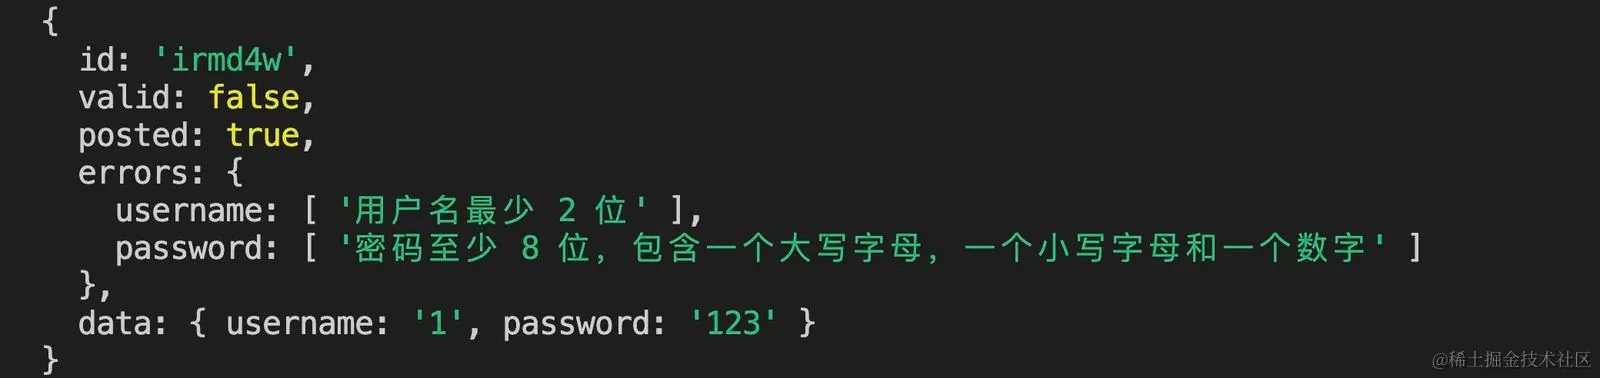 {
  id: 'irmd4w',
  valid: false,
  posted: true,
  errors: {
    username: [ '用户名最少 2 位' ],
    password: [ '密码至少 8 位，包含一个大写字母，一个小写字母和一个数字' ]
  },
  data: { username: '1', password: '123' }
}
@稀土掘金技术社区